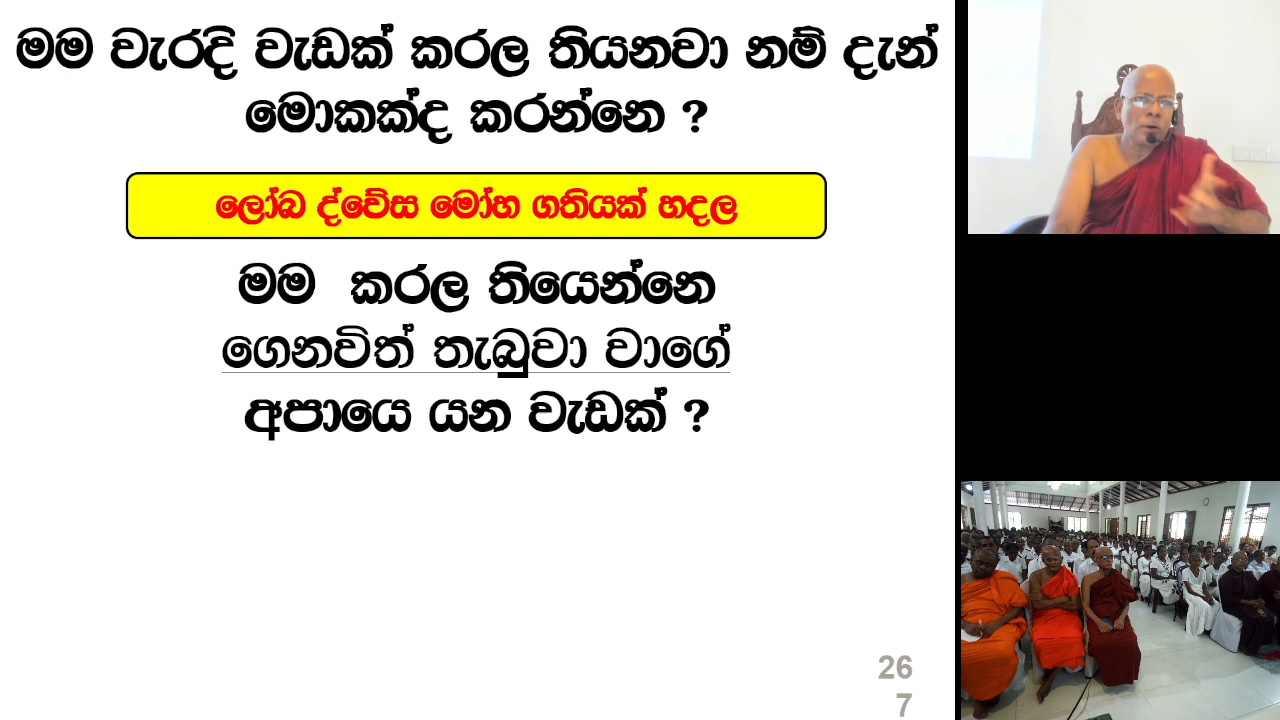 මම වැරදි වැඩක් කරල තියනවා නම් දැන්
මොකක්ද කරන්නෙ ?
ලෝබ ද්වේස මෝහ ගතියක් හදල
මම කරල තියෙන්නෙ
ගෙනවිත් තැබුවා වාගේ
අපායෙ යන වැඩක් ?
26
7